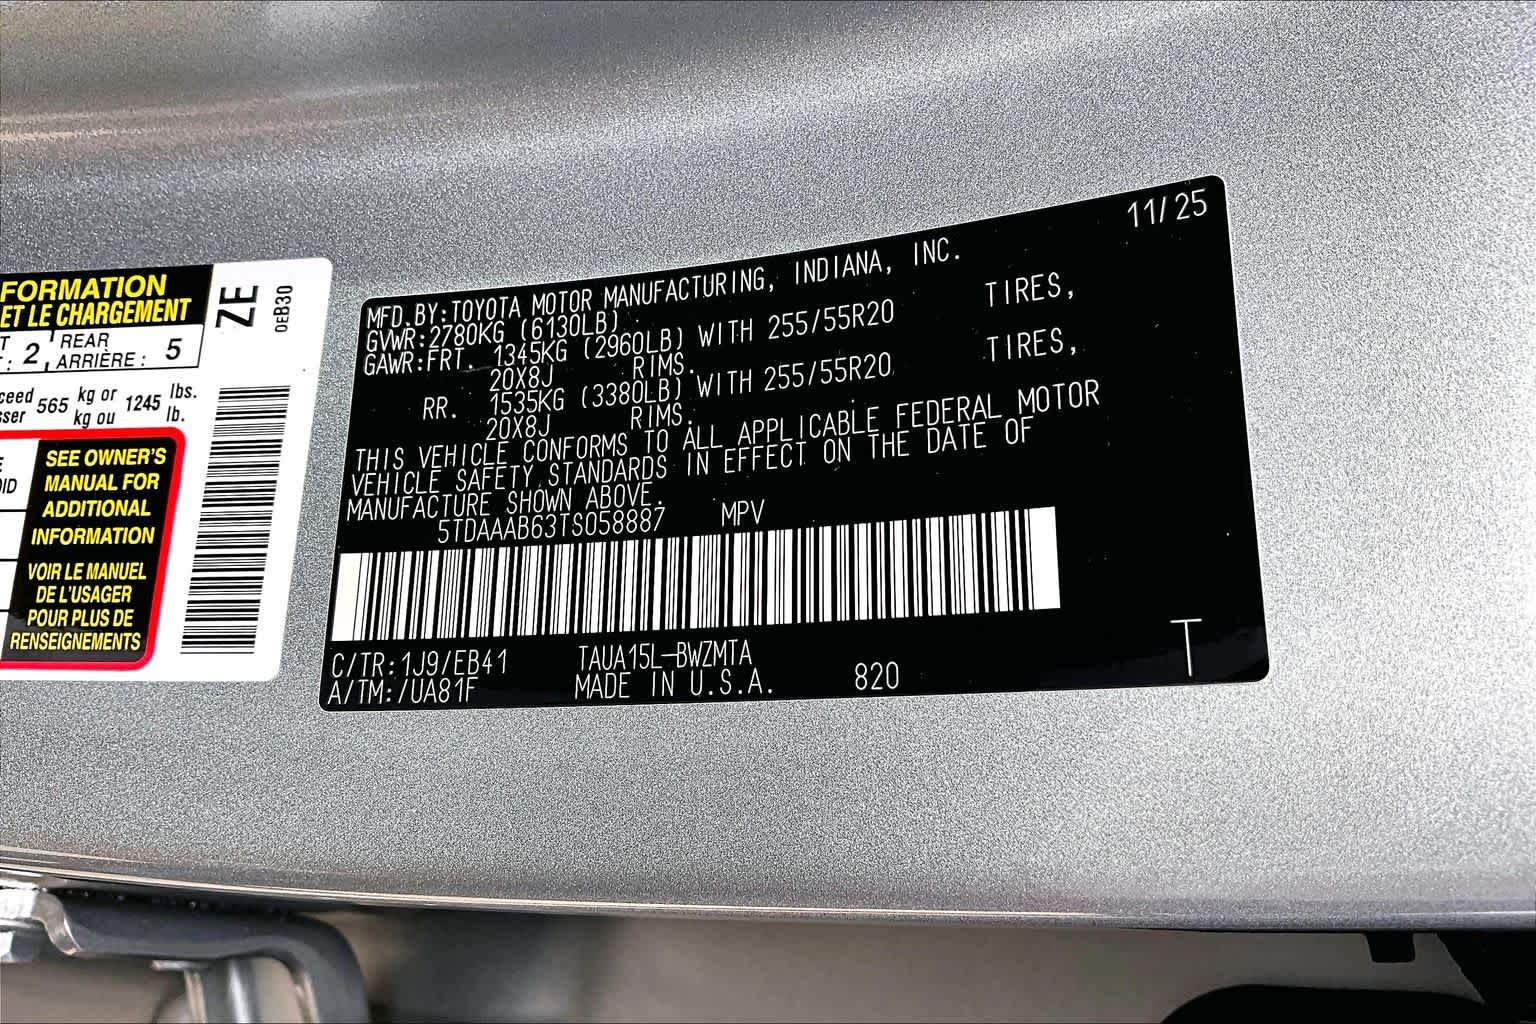 FORMATION
ET LE CHARGEMENT
2 REAR
ARRIÈRE : 5
565 kg or 1245 lbs.
kg ou lb.
SEE OWNER'S
MANUAL FOR
ADDITIONAL
INFORMATION
VOIR LE MANUEL
DE L'USAGER
POUR PLUS DE
RENSEIGNEMENTS
ZE
0EB30
11/25
MFD.BY:TOYOTA MOTOR MANUFACTURING, INDIANA, INC.
GVWR:2780KG (6130LB)
GAWR:FRT. 1345KG (2960LB) WITH 255/55R20 TIRES,
20X8J RIMS.
RR. 1535KG (3380LB) WITH 255/55R20 TIRES,
20X8J RIMS.
THIS VEHICLE CONFORMS TO ALL APPLICABLE FEDERAL MOTOR
VEHICLE SAFETY STANDARDS IN EFFECT ON THE DATE OF
MANUFACTURE SHOWN ABOVE.
5TDAAAB63TS058887 MPV
C/TR:1J9/EB41 TAUA15L-BWZMTA
A/TM:/UA81F MADE IN U.S.A. 820
T